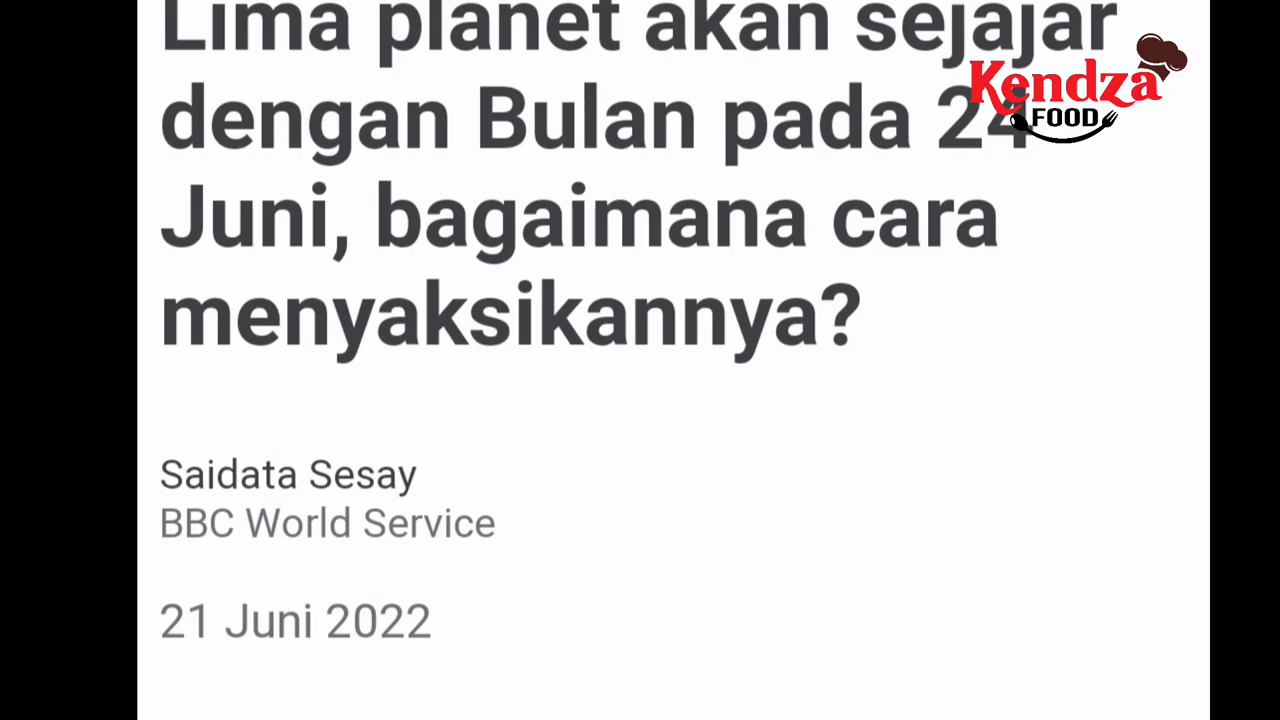 Lima planet akan sejajar
dengan Bulan pada 24
Juni, bagaimana cara
menyaksikannya?
Kendza
FOOD
Saidata Sesay
BBC World Service
21 Juni 2022